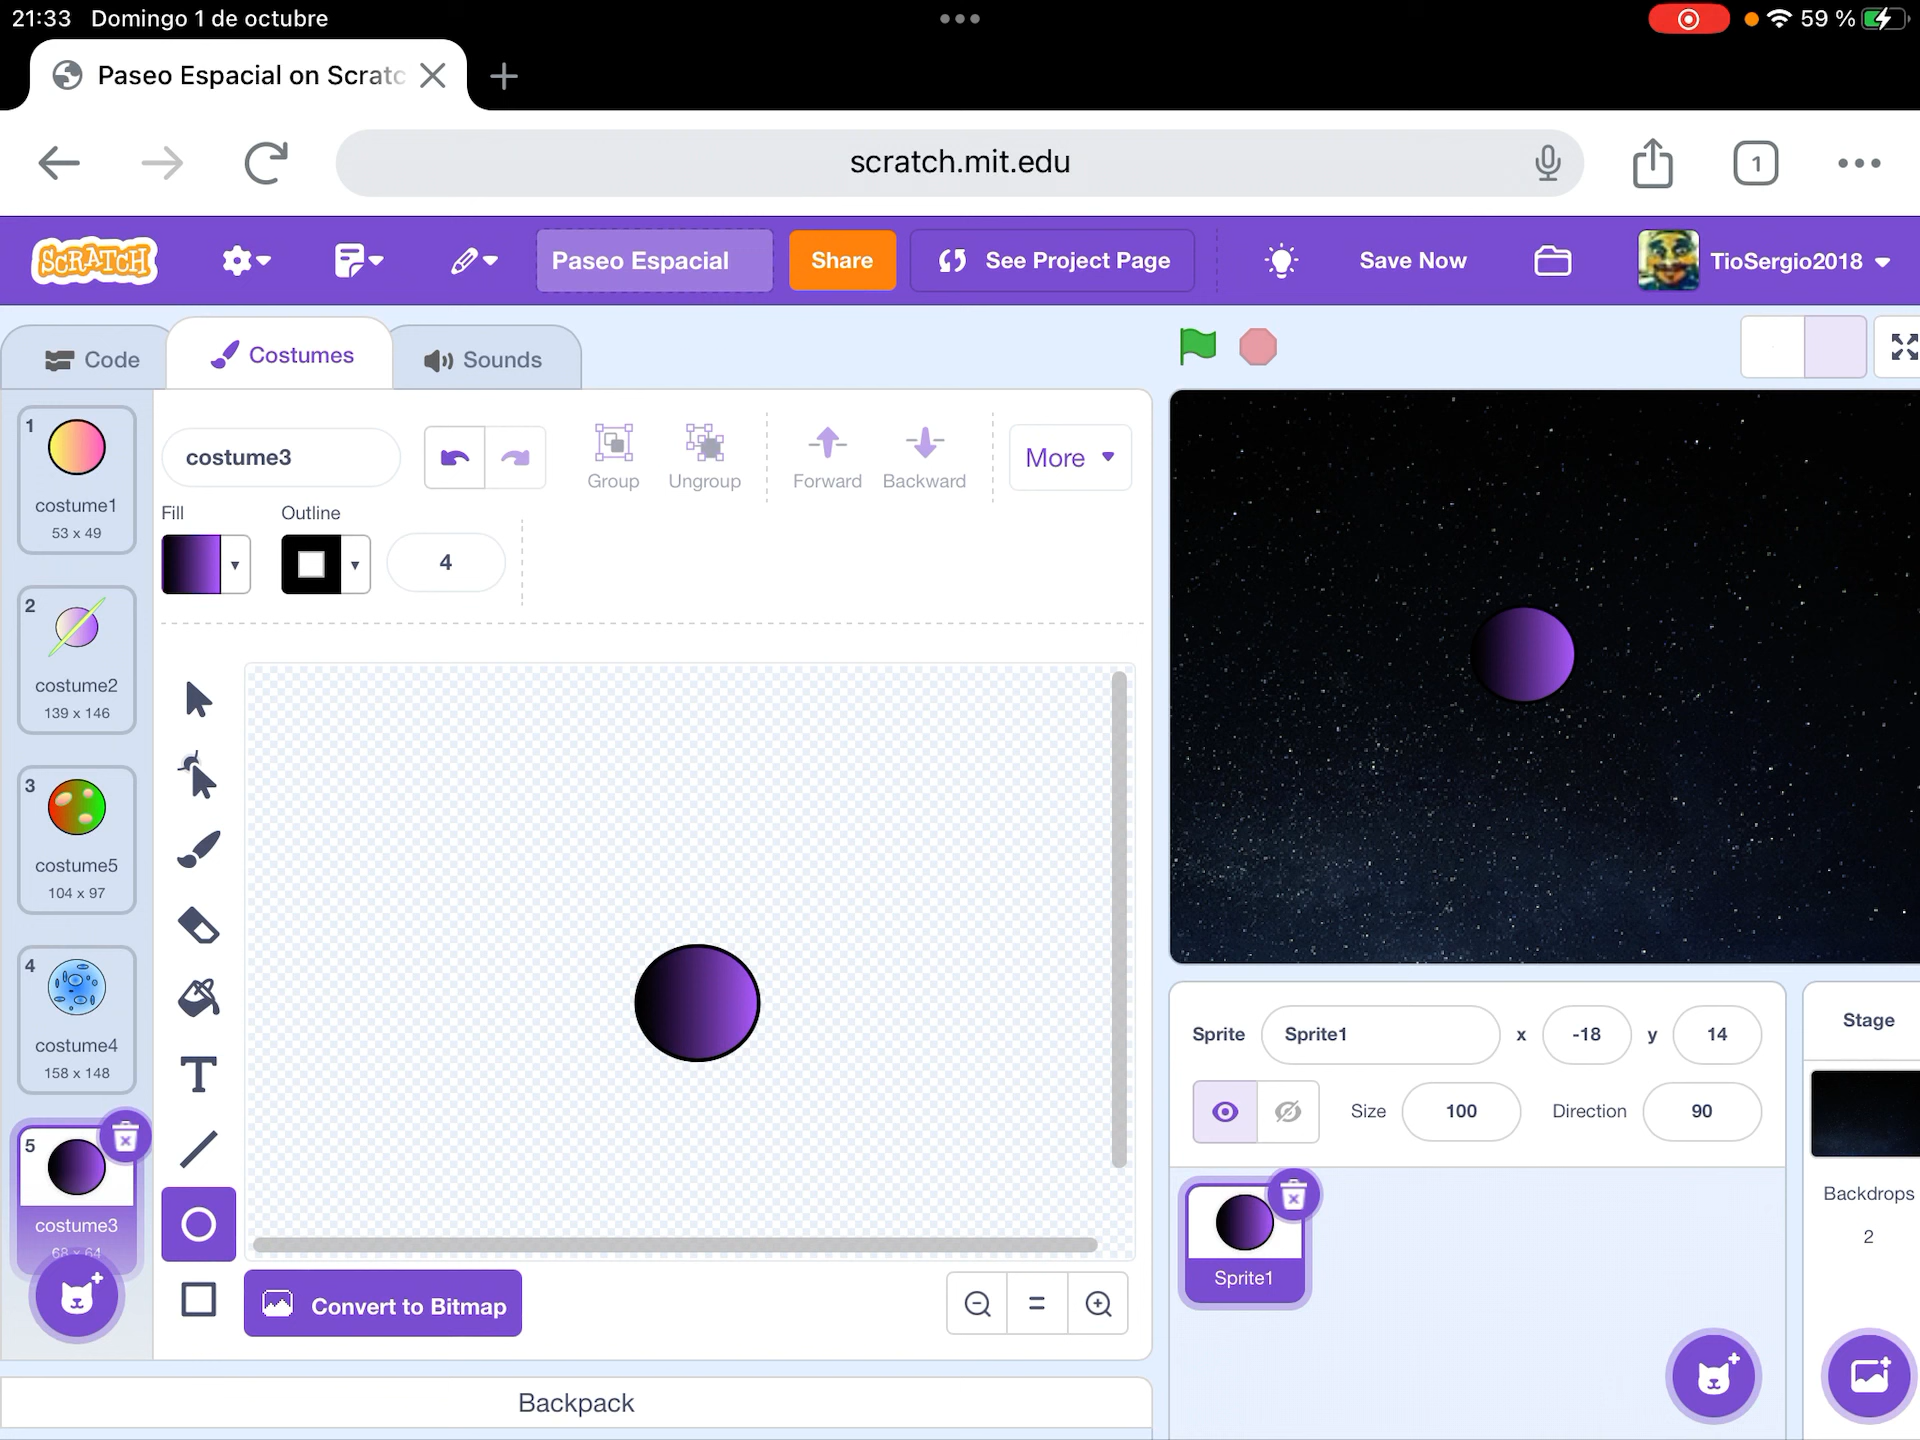 21:33 Domingo 1 de octubre
59 %
Paseo Espacial on Scratc
scratch.mit.edu
1
SCRATCH
Paseo Espacial
Share
See Project Page
Save Now
TioSergio2018
Code
Costumes
Sounds
1
costume1
53 x 49
2
costume2
139 x 146
3
costume5
104 x 97
4
costume4
158 x 148
5
costume3
68 x 64
costume3
Group
Ungroup
Forward
Backward
More
Fill
Outline
4
T
Convert to Bitmap
Backpack
Sprite
Sprite1
x
-18
y
14
Size
100
Direction
90
Sprite1
Stage
Backdrops
2